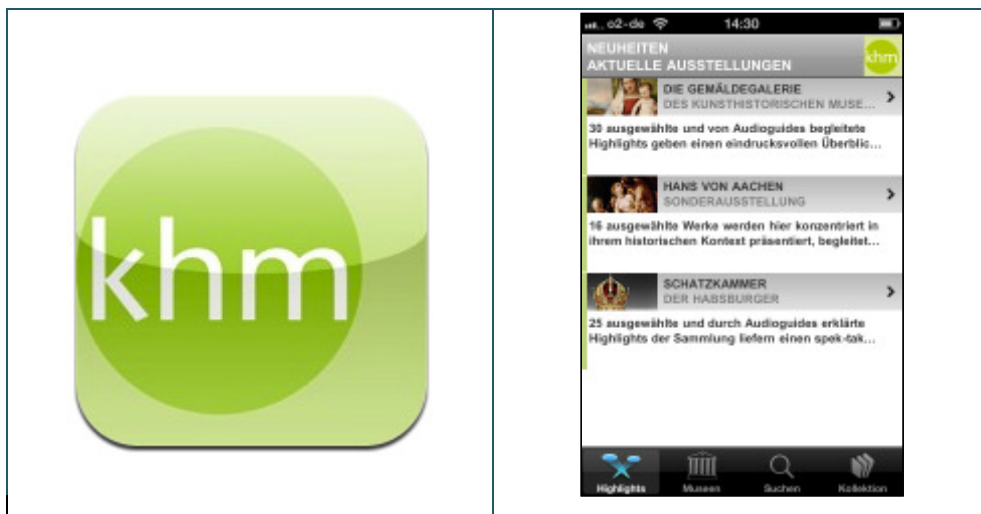 khm
o2-de 14:30
NEUHEITEN
AKTUELLE AUSSTELLUNGEN
khm
DIE GEMÄLDEGALERIE
DES KUNSTHISTORISCHEN MUSE...
30 ausgewählte und von Audioguides begleitete
Highlights geben einen eindrucksvollen Überblic...
HANS VON AACHEN
SONDERAUSSTELLUNG
16 ausgewählte Werke werden hier konzentriert in
ihrem historischen Kontext präsentiert, begleitet...
SCHATZKAMMER
DER HABSBURGER
25 ausgewählte und durch Audioguides erklärte
Highlights der Sammlung liefern einen spek-tak...
Highlights Museen Suchen Kollektion